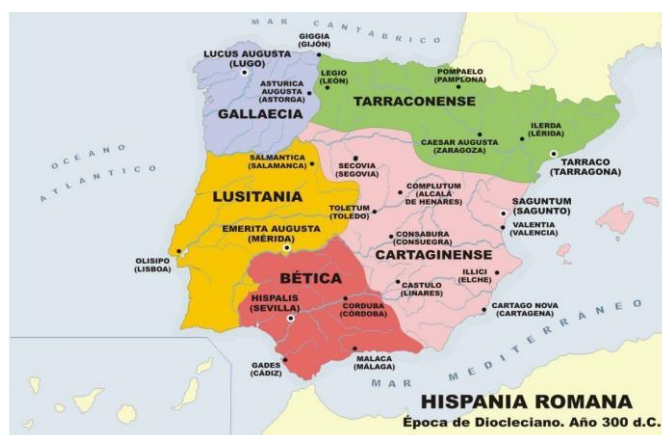 MAR CANTABRICO
GIGGIA
(GIJÓN)
LUCUS AUGUSTA
(LUGO)
LEGIO
(LEÓN)
POMPAELO
(PAMPLONA)
ASTURICA
AUGUSTA
(ASTORGA)
TARRACONENSE
GALLAECIA
ILERDA
(LÉRIDA)
CAESAR AUGUSTA
(ZARAGOZA)
TARRACO
(TARRAGONA)
OCEANO
ATLANTICO
SALMANTICA
(SALAMANCA)
SECOVIA
(SEGOVIA)
LUSITANIA
COMPLUTUM
(ALCALÁ
DE HENARES)
TOLETUM
(TOLEDO)
SAGUNTUM
(SAGUNTO)
VALENTIA
(VALENCIA)
EMERITA AUGUSTA
(MÉRIDA)
CONSABURA
(CONSUEGRA)
CARTAGINENSE
OLISIPO
(LISBOA)
BÉTICA
ILLICI
(ELCHE)
CASTULO
(LINARES)
HISPALIS
(SEVILLA)
CORDUBA
(CÓRDOBA)
CARTAGO NOVA
(CARTAGENA)
GADES
(CÁDIZ)
MALACA
(MÁLAGA)
MAR MEDITERRÁNEO
HISPANIA ROMANA
Época de Diocleciano. Año 300 d.C.